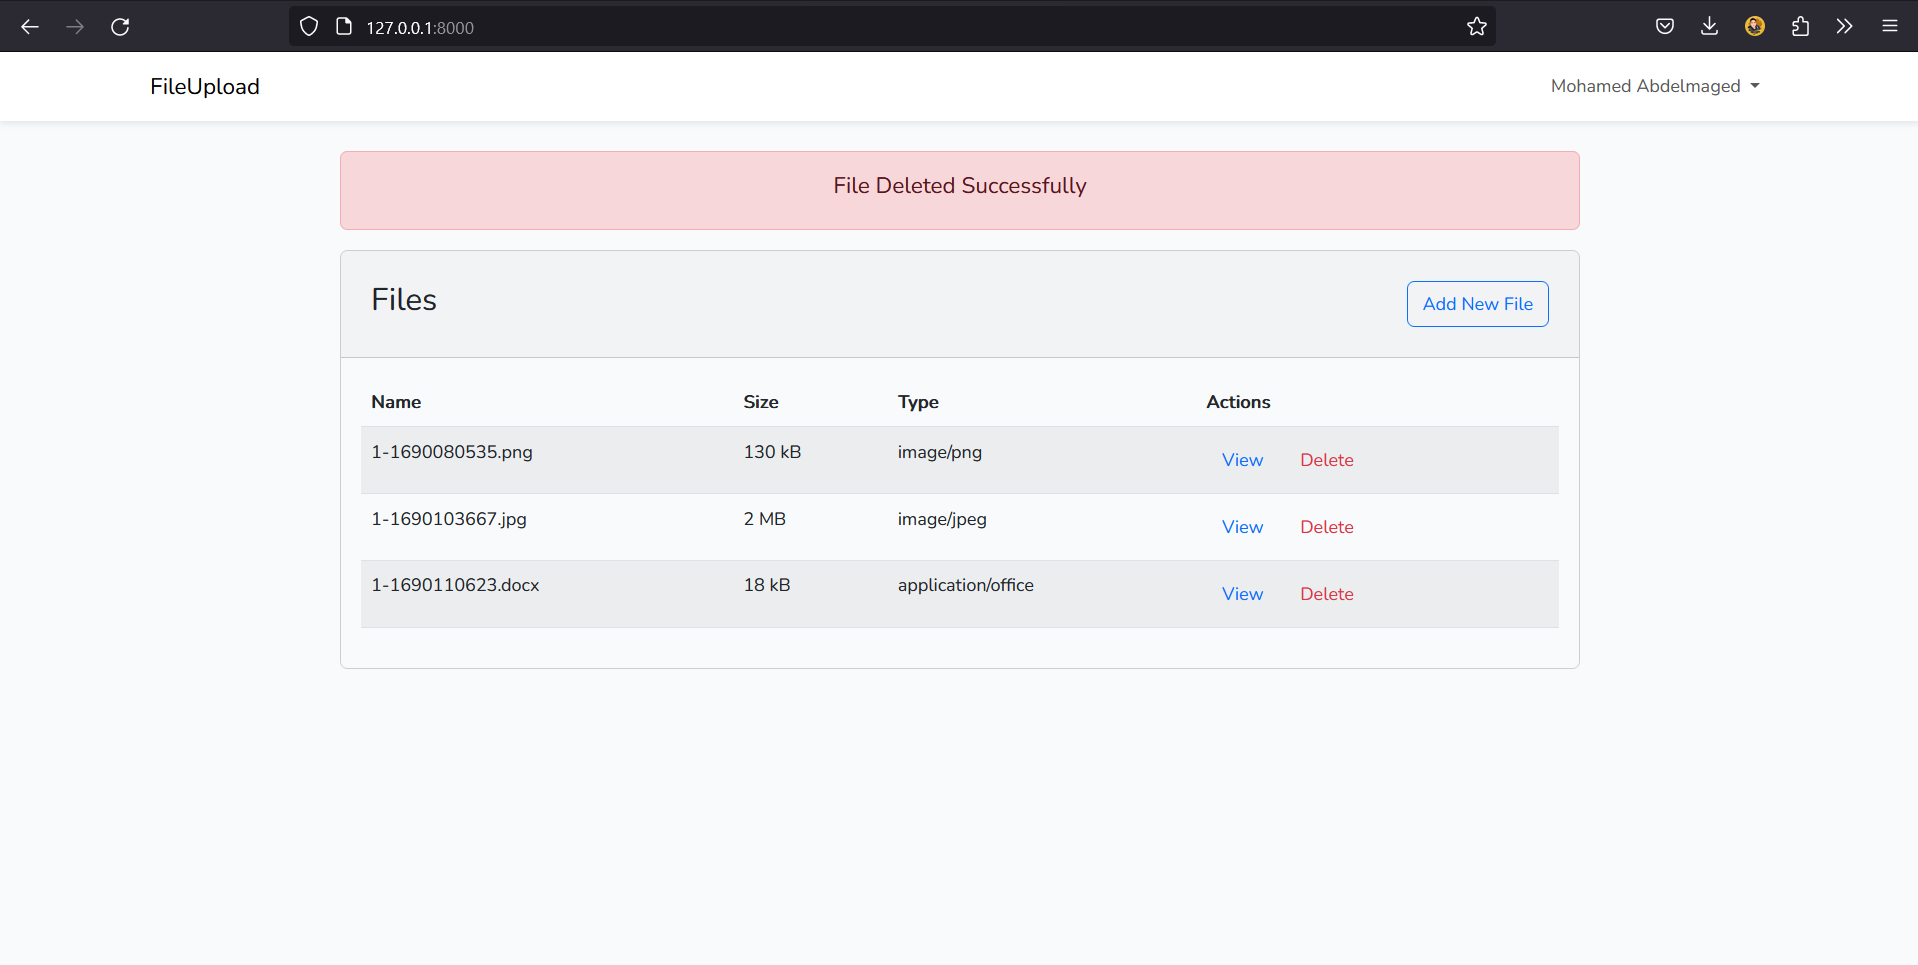 127.0.0.1:8000
FileUpload Mohamed Abdelmaged
File Deleted Successfully
Files Add New File
Name Size Type Actions
1-1690080535.png 130 kB image/png View Delete
1-1690103667.jpg 2 MB image/jpeg View Delete
1-1690110623.docx 18 kB application/office View Delete